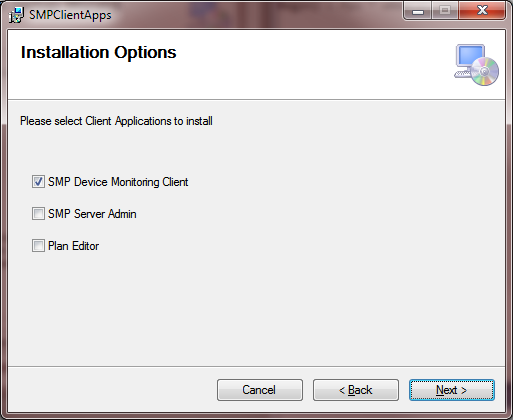 SMPClientApps
Installation Options
Please select Client Applications to install
SMP Device Monitoring Client
SMP Server Admin
Plan Editor
Cancel
< Back
Next >